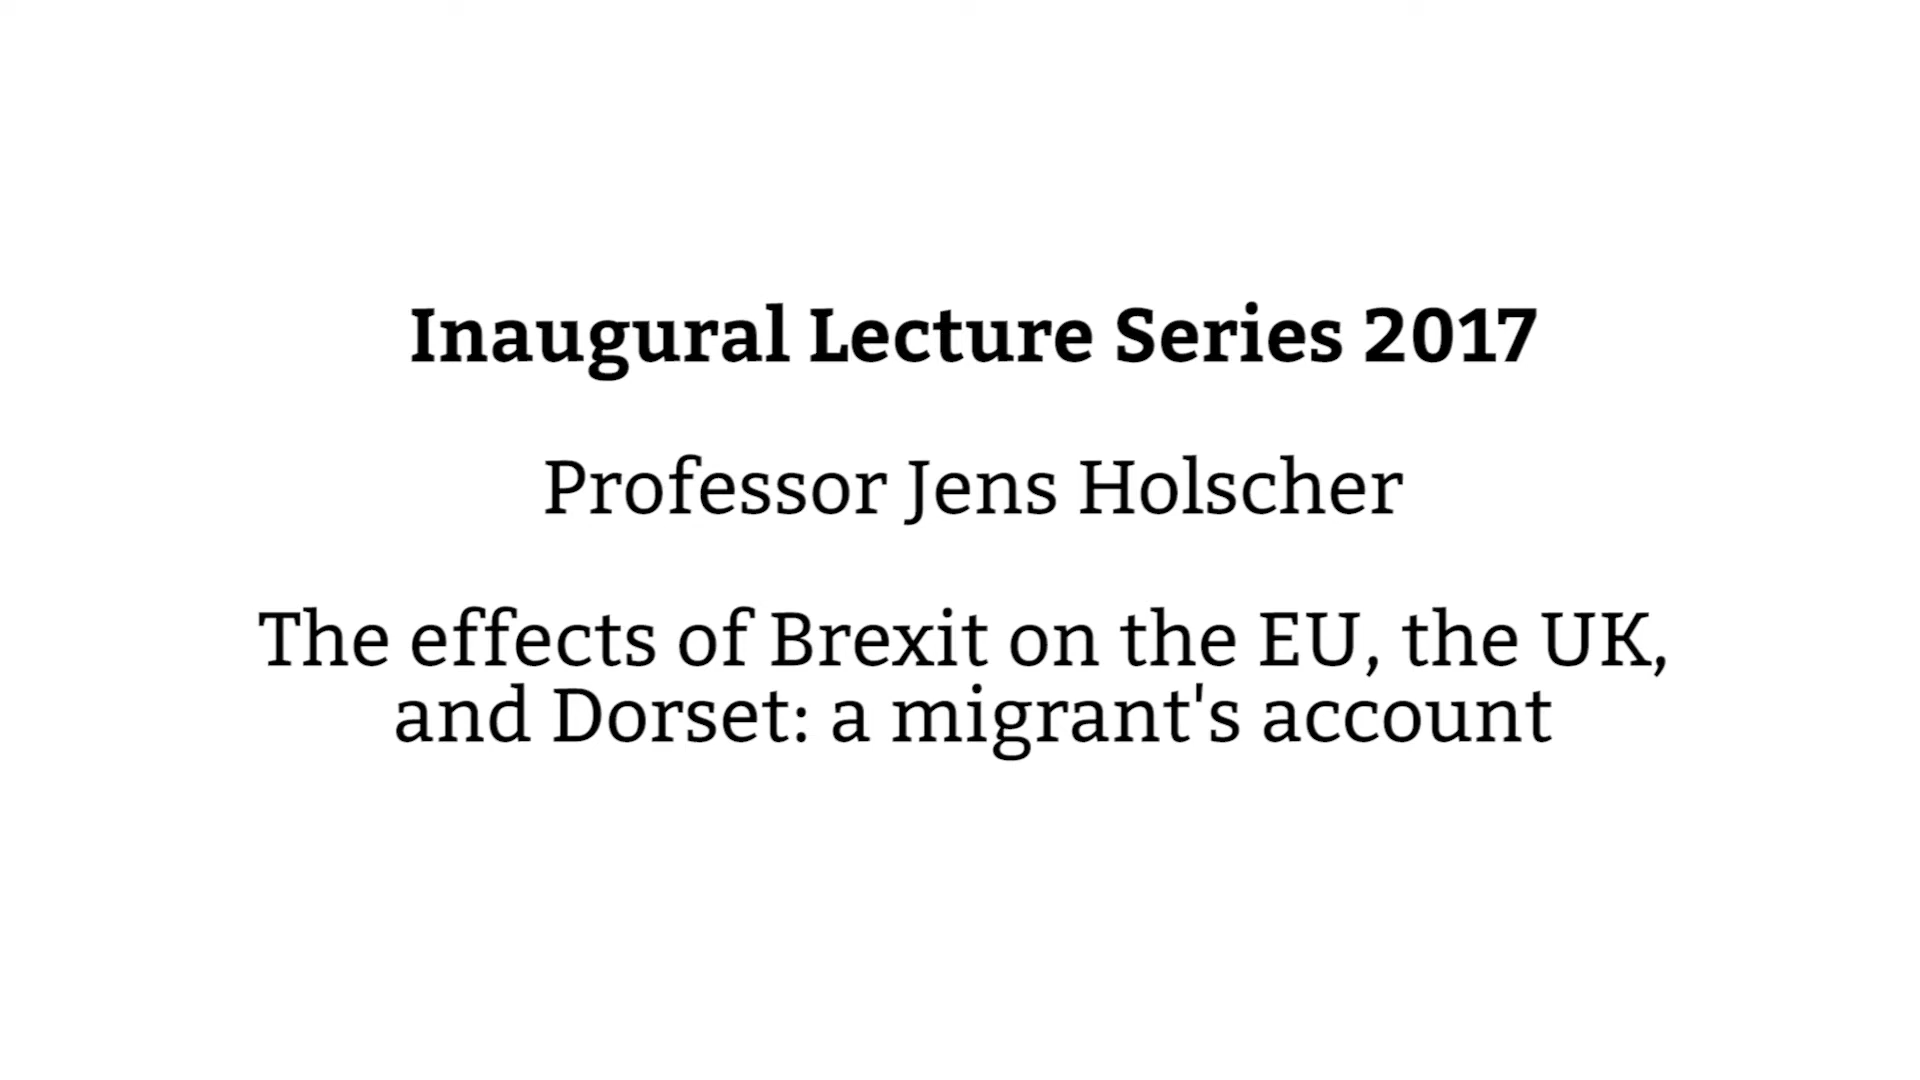 Inaugural Lecture Series 2017
Professor Jens Holscher
The effects of Brexit on the EU, the UK,
and Dorset: a migrant's account